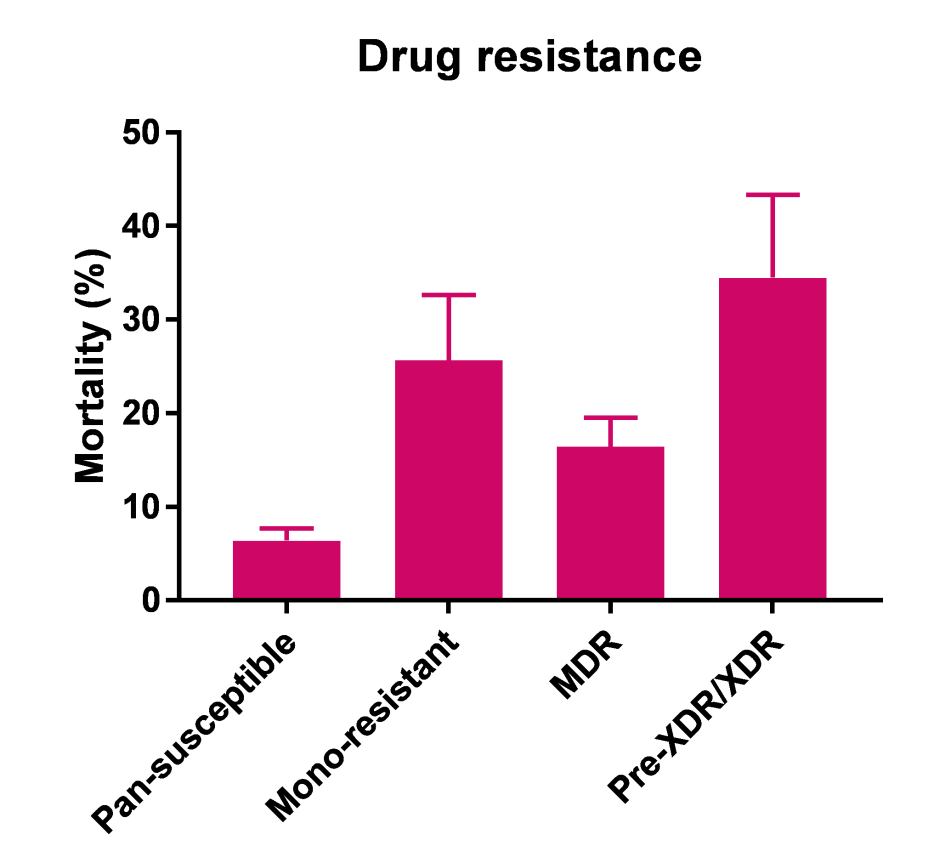 Drug resistance
Mortality (%)
50
40
30
20
10
0
Pan-susceptible
Mono-resistant
MDR
Pre-XDR/XDR